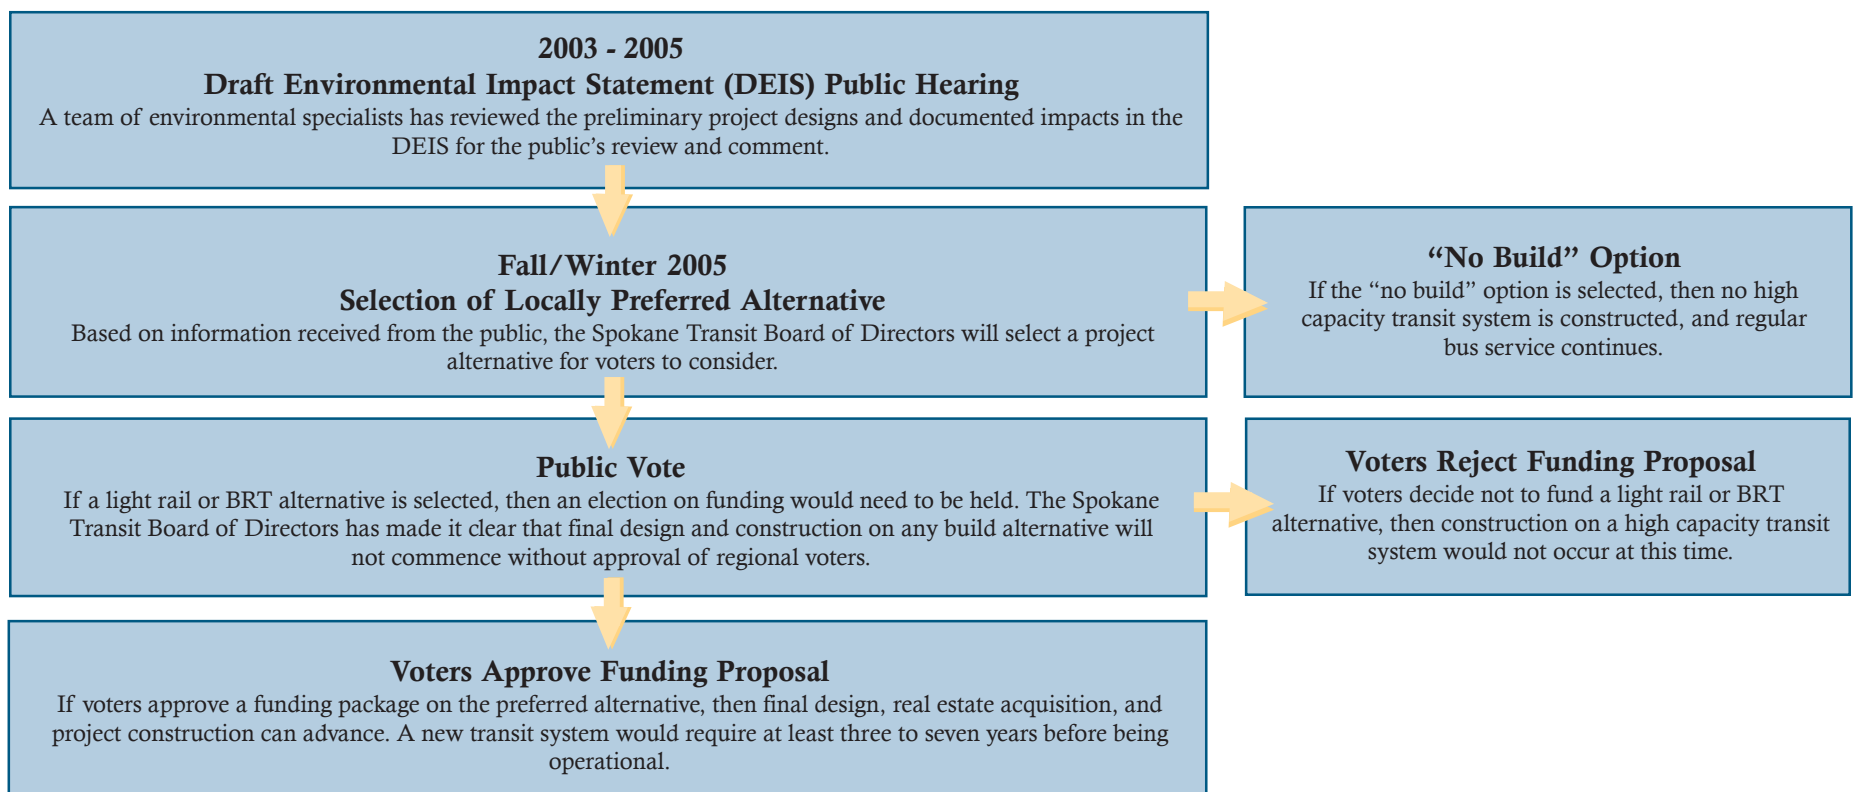 2003 - 2005
Draft Environmental Impact Statement (DEIS) Public Hearing
A team of environmental specialists has reviewed the preliminary project designs and documented impacts in the
DEIS for the public’s review and comment.
Fall/Winter 2005
Selection of Locally Preferred Alternative
Based on information received from the public, the Spokane Transit Board of Directors will select a project
alternative for voters to consider.
“No Build” Option
If the “no build” option is selected, then no high
capacity transit system is constructed, and regular
bus service continues.
Public Vote
If a light rail or BRT alternative is selected, then an election on funding would need to be held. The Spokane
Transit Board of Directors has made it clear that final design and construction on any build alternative will
not commence without approval of regional voters.
Voters Reject Funding Proposal
If voters decide not to fund a light rail or BRT
alternative, then construction on a high capacity transit
system would not occur at this time.
Voters Approve Funding Proposal
If voters approve a funding package on the preferred alternative, then final design, real estate acquisition, and
project construction can advance. A new transit system would require at least three to seven years before being
operational.